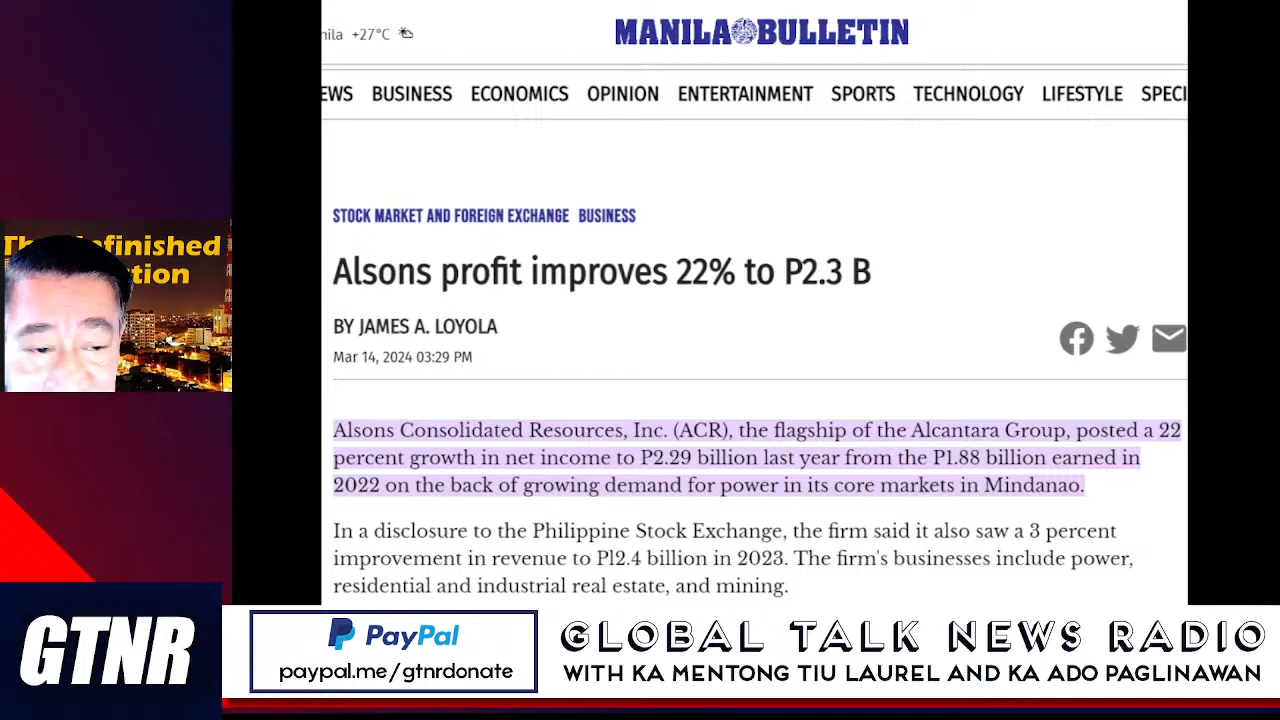 nila +27°C
MANILA BULLETIN
EWS BUSINESS ECONOMICS OPINION ENTERTAINMENT SPORTS TECHNOLOGY LIFESTYLE SPECI
STOCK MARKET AND FOREIGN EXCHANGE BUSINESS
Alsons profit improves 22% to P2.3 B
BY JAMES A. LOYOLA
Mar 14, 2024 03:29 PM
Alsons Consolidated Resources, Inc. (ACR), the flagship of the Alcantara Group, posted a 22
percent growth in net income to P2.29 billion last year from the P1.88 billion earned in
2022 on the back of growing demand for power in its core markets in Mindanao.
In a disclosure to the Philippine Stock Exchange, the firm said it also saw a 3 percent
improvement in revenue to Pl2.4 billion in 2023. The firm's businesses include power,
residential and industrial real estate, and mining.
Th nfinished
tion
GTNR
PayPal
paypal.me/gtnrdonate
GLOBAL TALK NEWS RADIO
WITH KA MENTONG TIU LAUREL AND KA ADO PAGLINAWAN